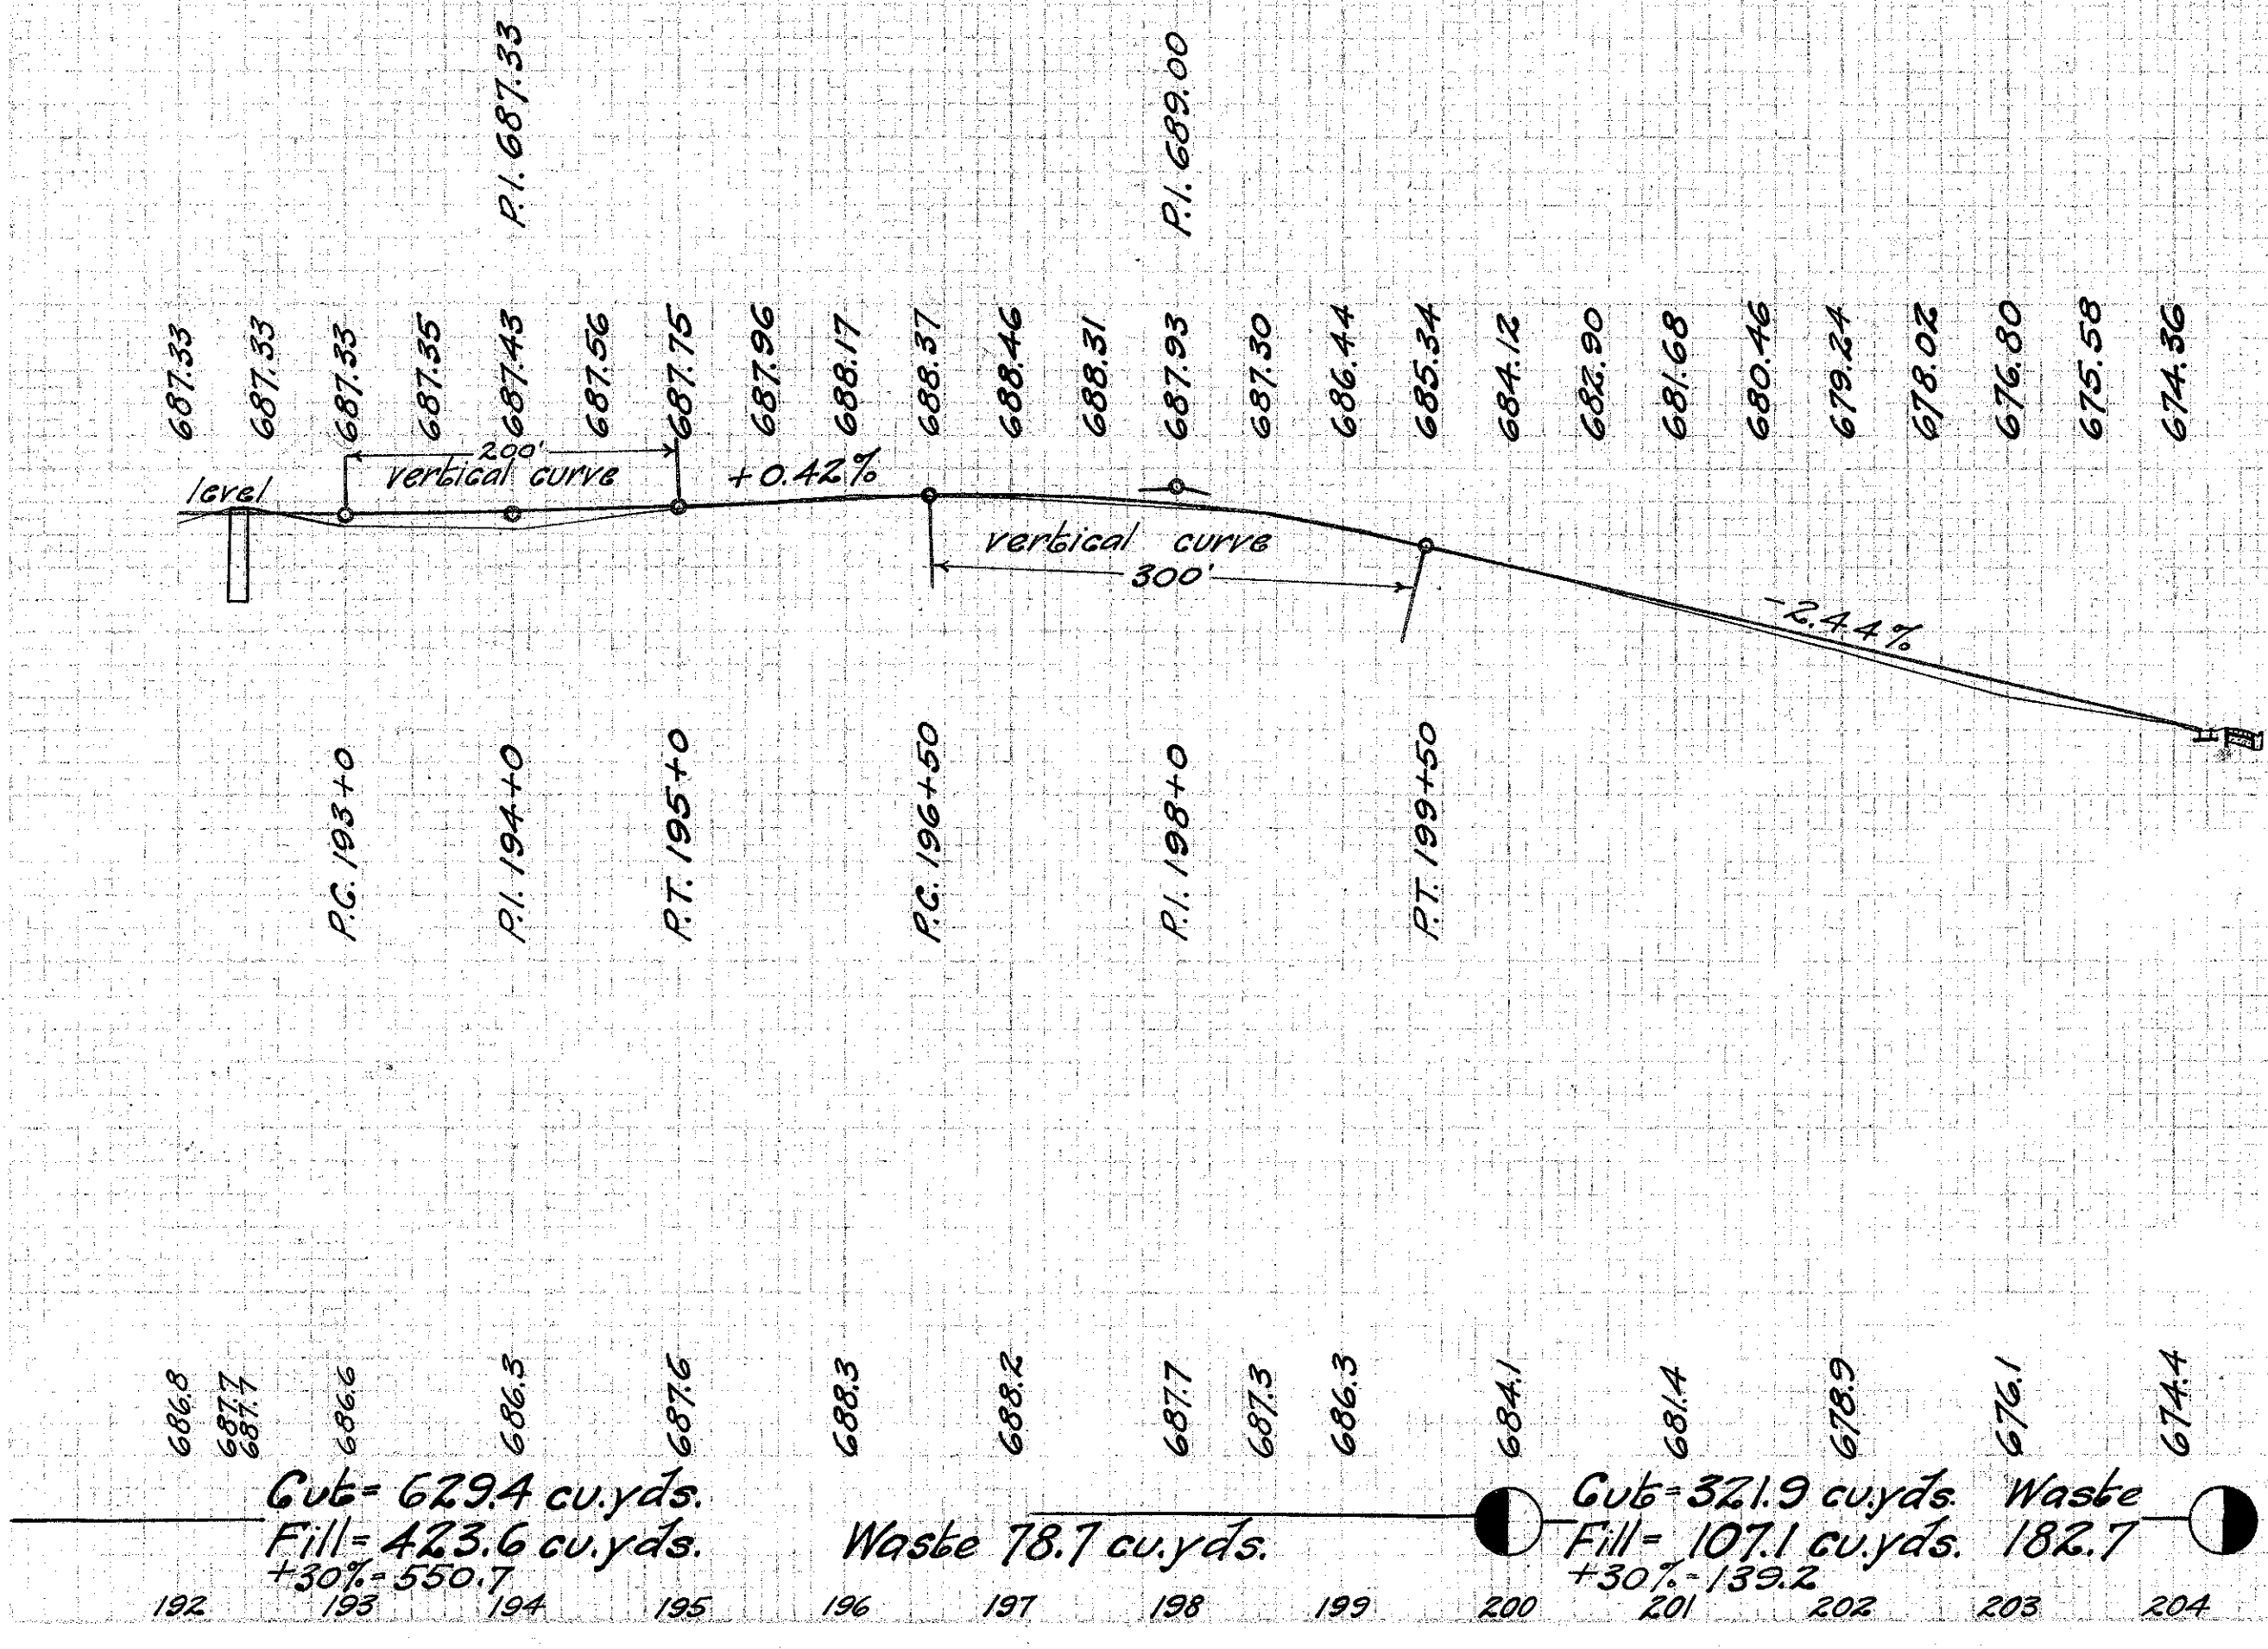 P.I. 687.33
P.I. 689.00
687.33
687.33
687.33
687.35
687.43
687.56
687.75
687.96
688.17
688.37
688.46
688.31
687.93
687.30
686.44
685.34
684.12
682.90
681.68
680.46
679.24
678.02
676.80
675.58
674.36
level
200'
vertical curve
+0.42%
vertical curve
300'
-2.44%
P.C. 193+0
P.I. 194+0
P.T. 195+0
P.C. 196+50
P.I. 198+0
P.T. 199+50
686.8
687.7
687.7
686.6
686.3
687.6
688.3
688.2
687.7
687.3
686.3
684.1
681.4
678.9
676.1
674.4
Cut= 629.4 cu.yds.
Fill= 423.6 cu.yds.
+30%=550.7
Waste 78.7 cu.yds.
Cut=321.9 cu.yds. Waste
Fill= 107.1 cu.yds. 182.7
+30%=139.2
192 193 194 195 196 197 198 199 200 201 202 203 204